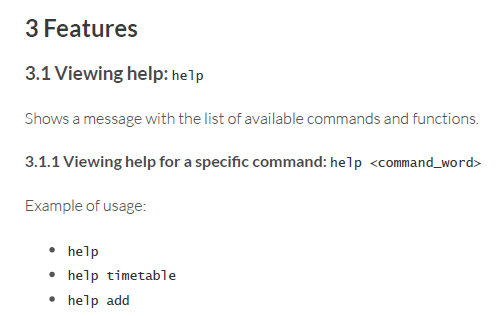 3 Features
3.1 Viewing help: help
Shows a message with the list of available commands and functions.
3.1.1 Viewing help for a specific command: help <command_word>
Example of usage:
help
help timetable
help add